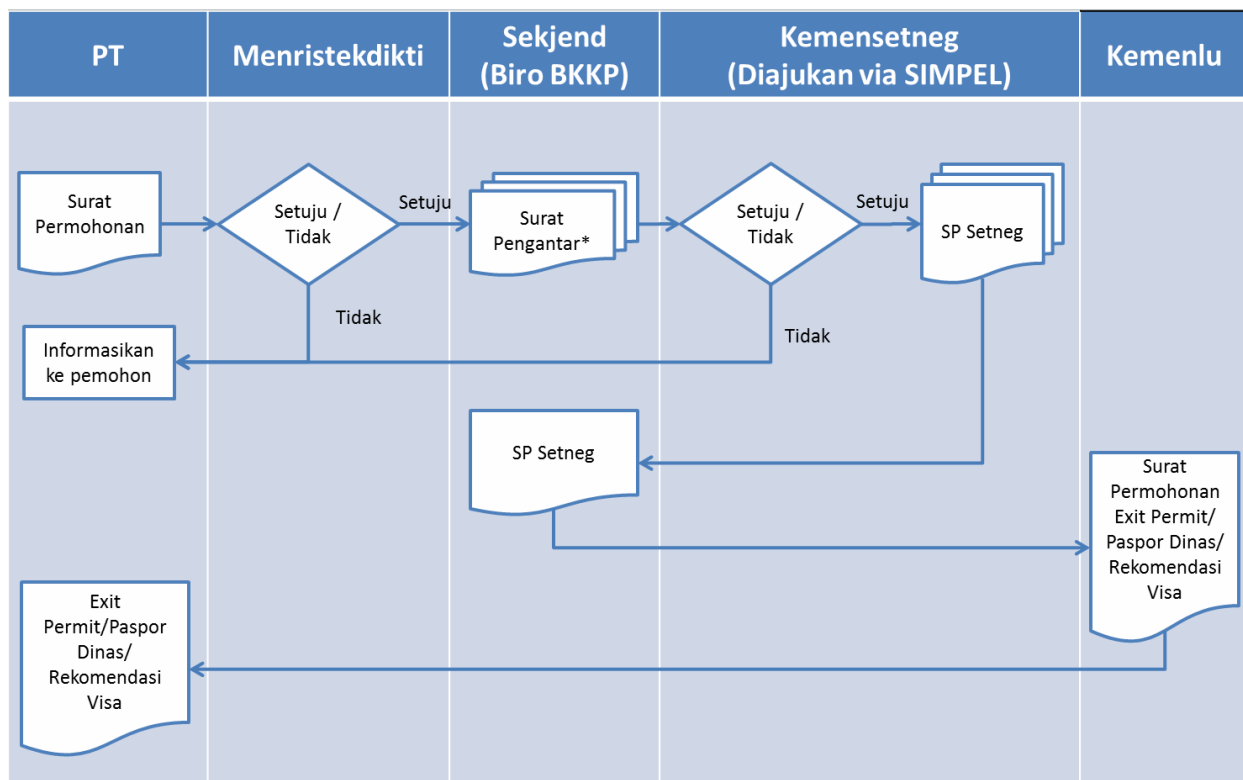 PT
Menristekdikti
Sekjend
(Biro BKKP)
Kemensetneg
(Diajukan via SIMPEL)
Kemenlu
Surat
Permohonan
Setuju /
Tidak
Setuju
Surat
Pengantar*
Setuju /
Tidak
Setuju
SP Setneg
Tidak
Tidak
Informasikan
ke pemohon
SP Setneg
Surat
Permohonan
Exit Permit/
Paspor Dinas/
Rekomendasi
Visa
Exit
Permit/Paspor
Dinas/
Rekomendasi
Visa